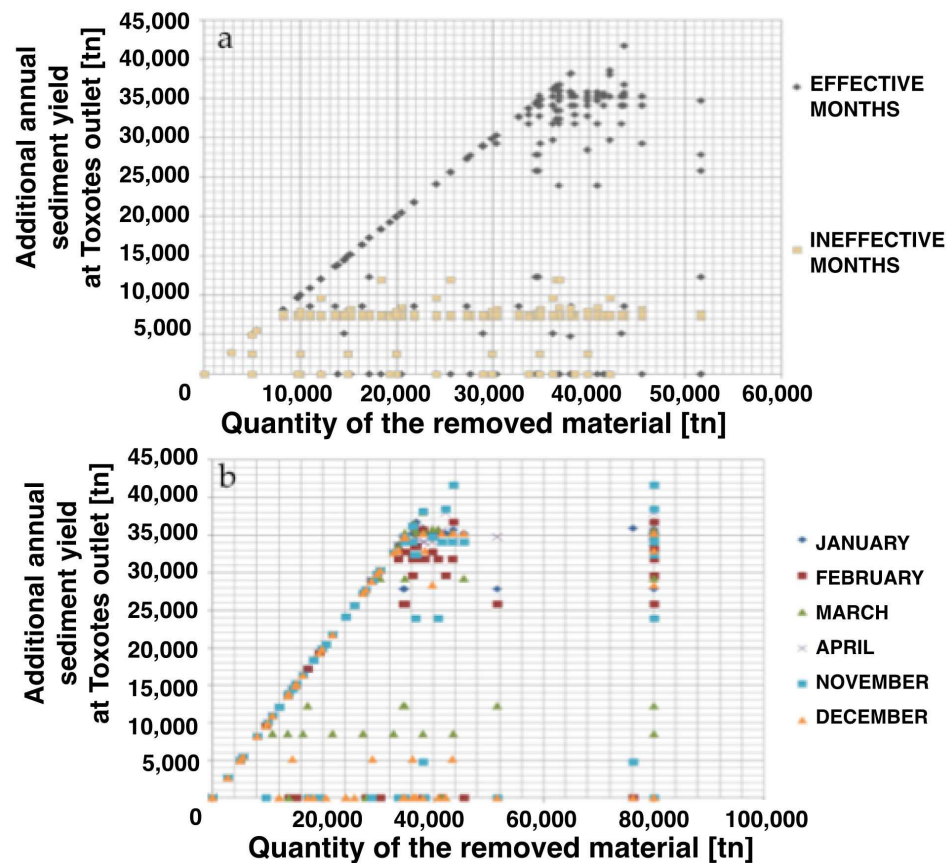 a
Additional annual
sediment yield
at Toxotes outlet [tn]
45,000
40,000
35,000
30,000
25,000
20,000
15,000
10,000
5,000
0
10,000 20,000 30,000 40,000 50,000 60,000
Quantity of the removed material [tn]
EFFECTIVE
MONTHS
INEFFECTIVE
MONTHS
b
Additional annual
sediment yield
at Toxotes outlet [tn]
45,000
40,000
35,000
30,000
25,000
20,000
15,000
10,000
5,000
0
20,000 40,000 60,000 80,000 100,000
Quantity of the removed material [tn]
JANUARY
FEBRUARY
MARCH
APRIL
NOVEMBER
DECEMBER